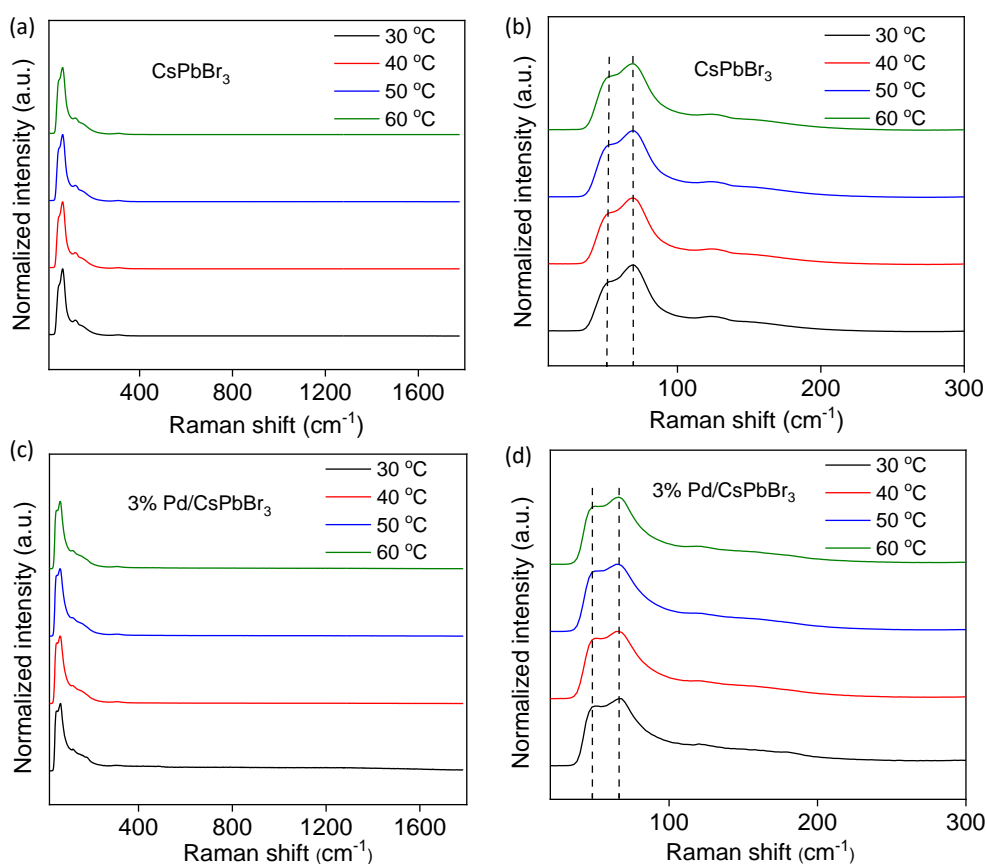 (a)
Normalized intensity (a.u.)
CsPbBr₃
30 °C
40 °C
50 °C
60 °C
400 800 1200 1600
Raman shift (cm⁻¹)
(b)
Normalized intensity (a.u.)
CsPbBr₃
30 °C
40 °C
50 °C
60 °C
100 200 300
Raman shift (cm⁻¹)
(c)
Normalized intensity (a.u.)
3% Pd/CsPbBr₃
30 °C
40 °C
50 °C
60 °C
400 800 1200 1600
Raman shift (cm⁻¹)
(d)
Normalized intensity (a.u.)
3% Pd/CsPbBr₃
30 °C
40 °C
50 °C
60 °C
100 200 300
Raman shift (cm⁻¹)